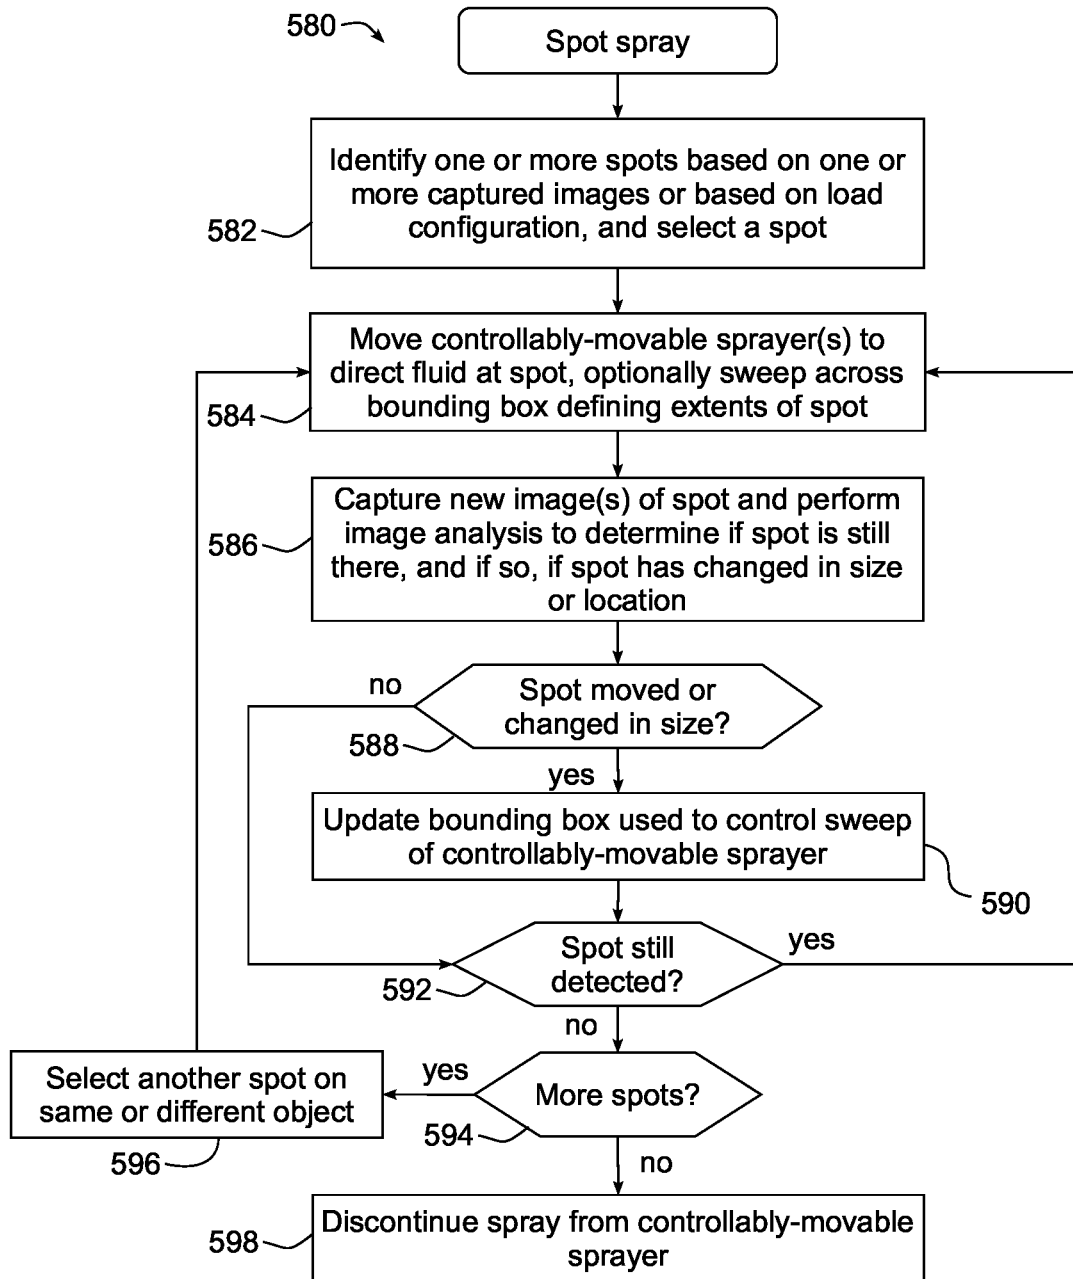 580
Spot spray
Identify one or more spots based on one or
more captured images or based on load
configuration, and select a spot
582
Move controllably-movable sprayer(s) to
direct fluid at spot, optionally sweep across
bounding box defining extents of spot
584
Capture new image(s) of spot and perform
image analysis to determine if spot is still
there, and if so, if spot has changed in size
or location
586
Spot moved or
changed in size?
no
588
yes
Update bounding box used to control sweep
of controllably-movable sprayer
590
Spot still
detected?
yes
592
no
More spots?
yes
594
Select another spot on
same or different object
596
no
Discontinue spray from controllably-movable
sprayer
598